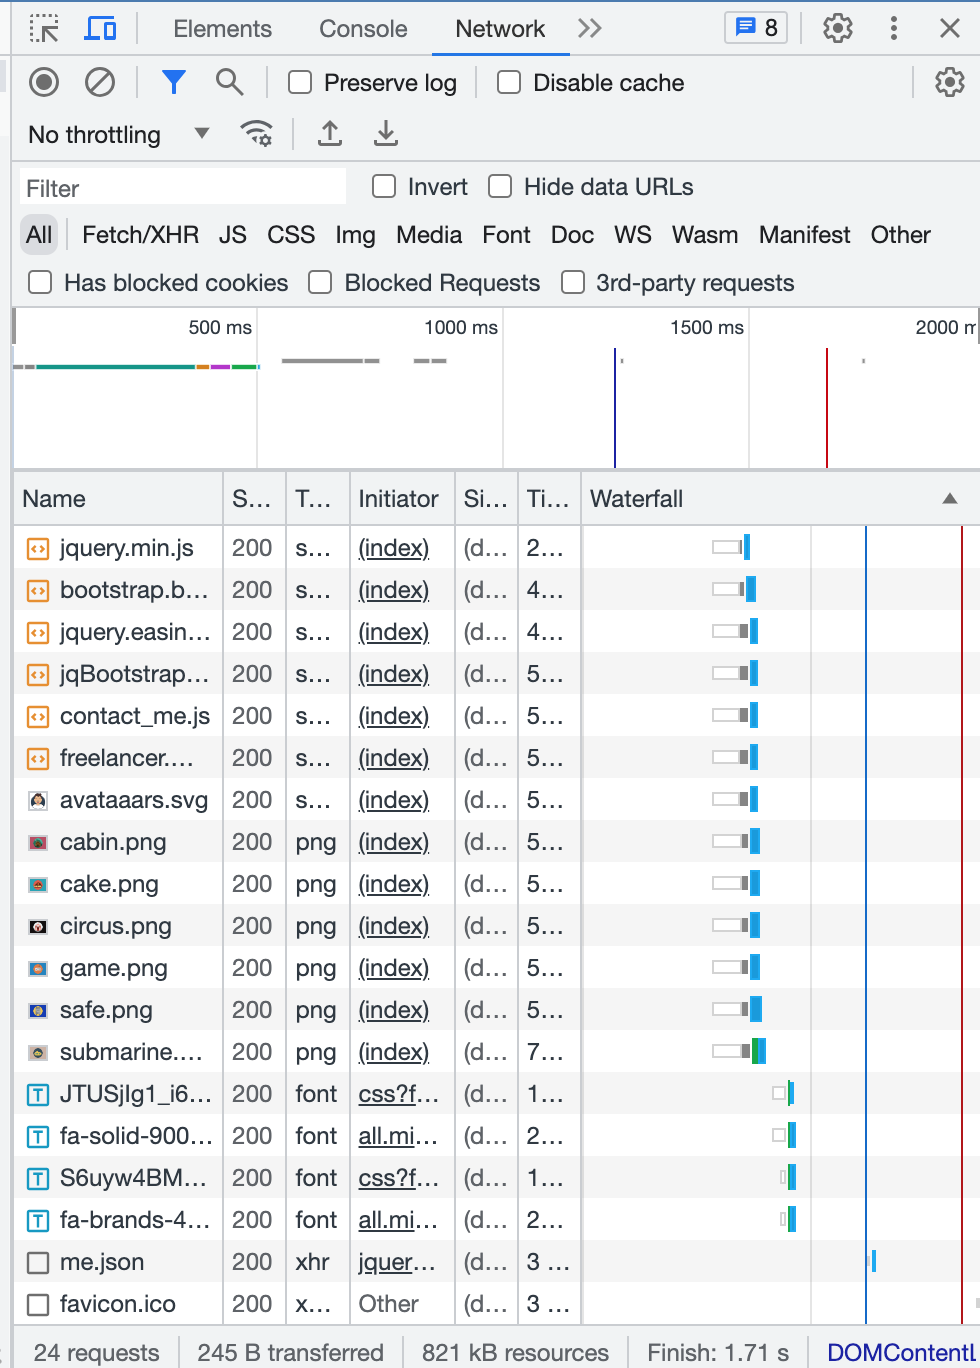 Elements Console Network 8
Preserve log Disable cache
No throttling
Filter Invert Hide data URLs
All Fetch/XHR JS CSS Img Media Font Doc WS Wasm Manifest Other
Has blocked cookies Blocked Requests 3rd-party requests
500 ms 1000 ms 1500 ms 2000 m
Name S... T... Initiator Si... Ti... Waterfall
jquery.min.js 200 s... (index) (d... 2...
bootstrap.b... 200 s... (index) (d... 4...
jquery.easin... 200 s... (index) (d... 4...
jqBootstrap... 200 s... (index) (d... 5...
contact_me.js 200 s... (index) (d... 5...
freelancer.... 200 s... (index) (d... 5...
avataaars.svg 200 s... (index) (d... 5...
cabin.png 200 png (index) (d... 5...
cake.png 200 png (index) (d... 5...
circus.png 200 png (index) (d... 5...
game.png 200 png (index) (d... 5...
safe.png 200 png (index) (d... 5...
submarine.... 200 png (index) (d... 7...
JTUSjIg1_i6... 200 font css?f... (d... 1...
fa-solid-900... 200 font all.mi... (d... 2...
S6uyw4BM... 200 font css?f... (d... 1...
fa-brands-4... 200 font all.mi... (d... 2...
me.json 200 xhr jquer... (d... 3 ...
favicon.ico 200 x... Other (d... 3 ...
24 requests 245 B transferred 821 kB resources Finish: 1.71 s DOMContentL